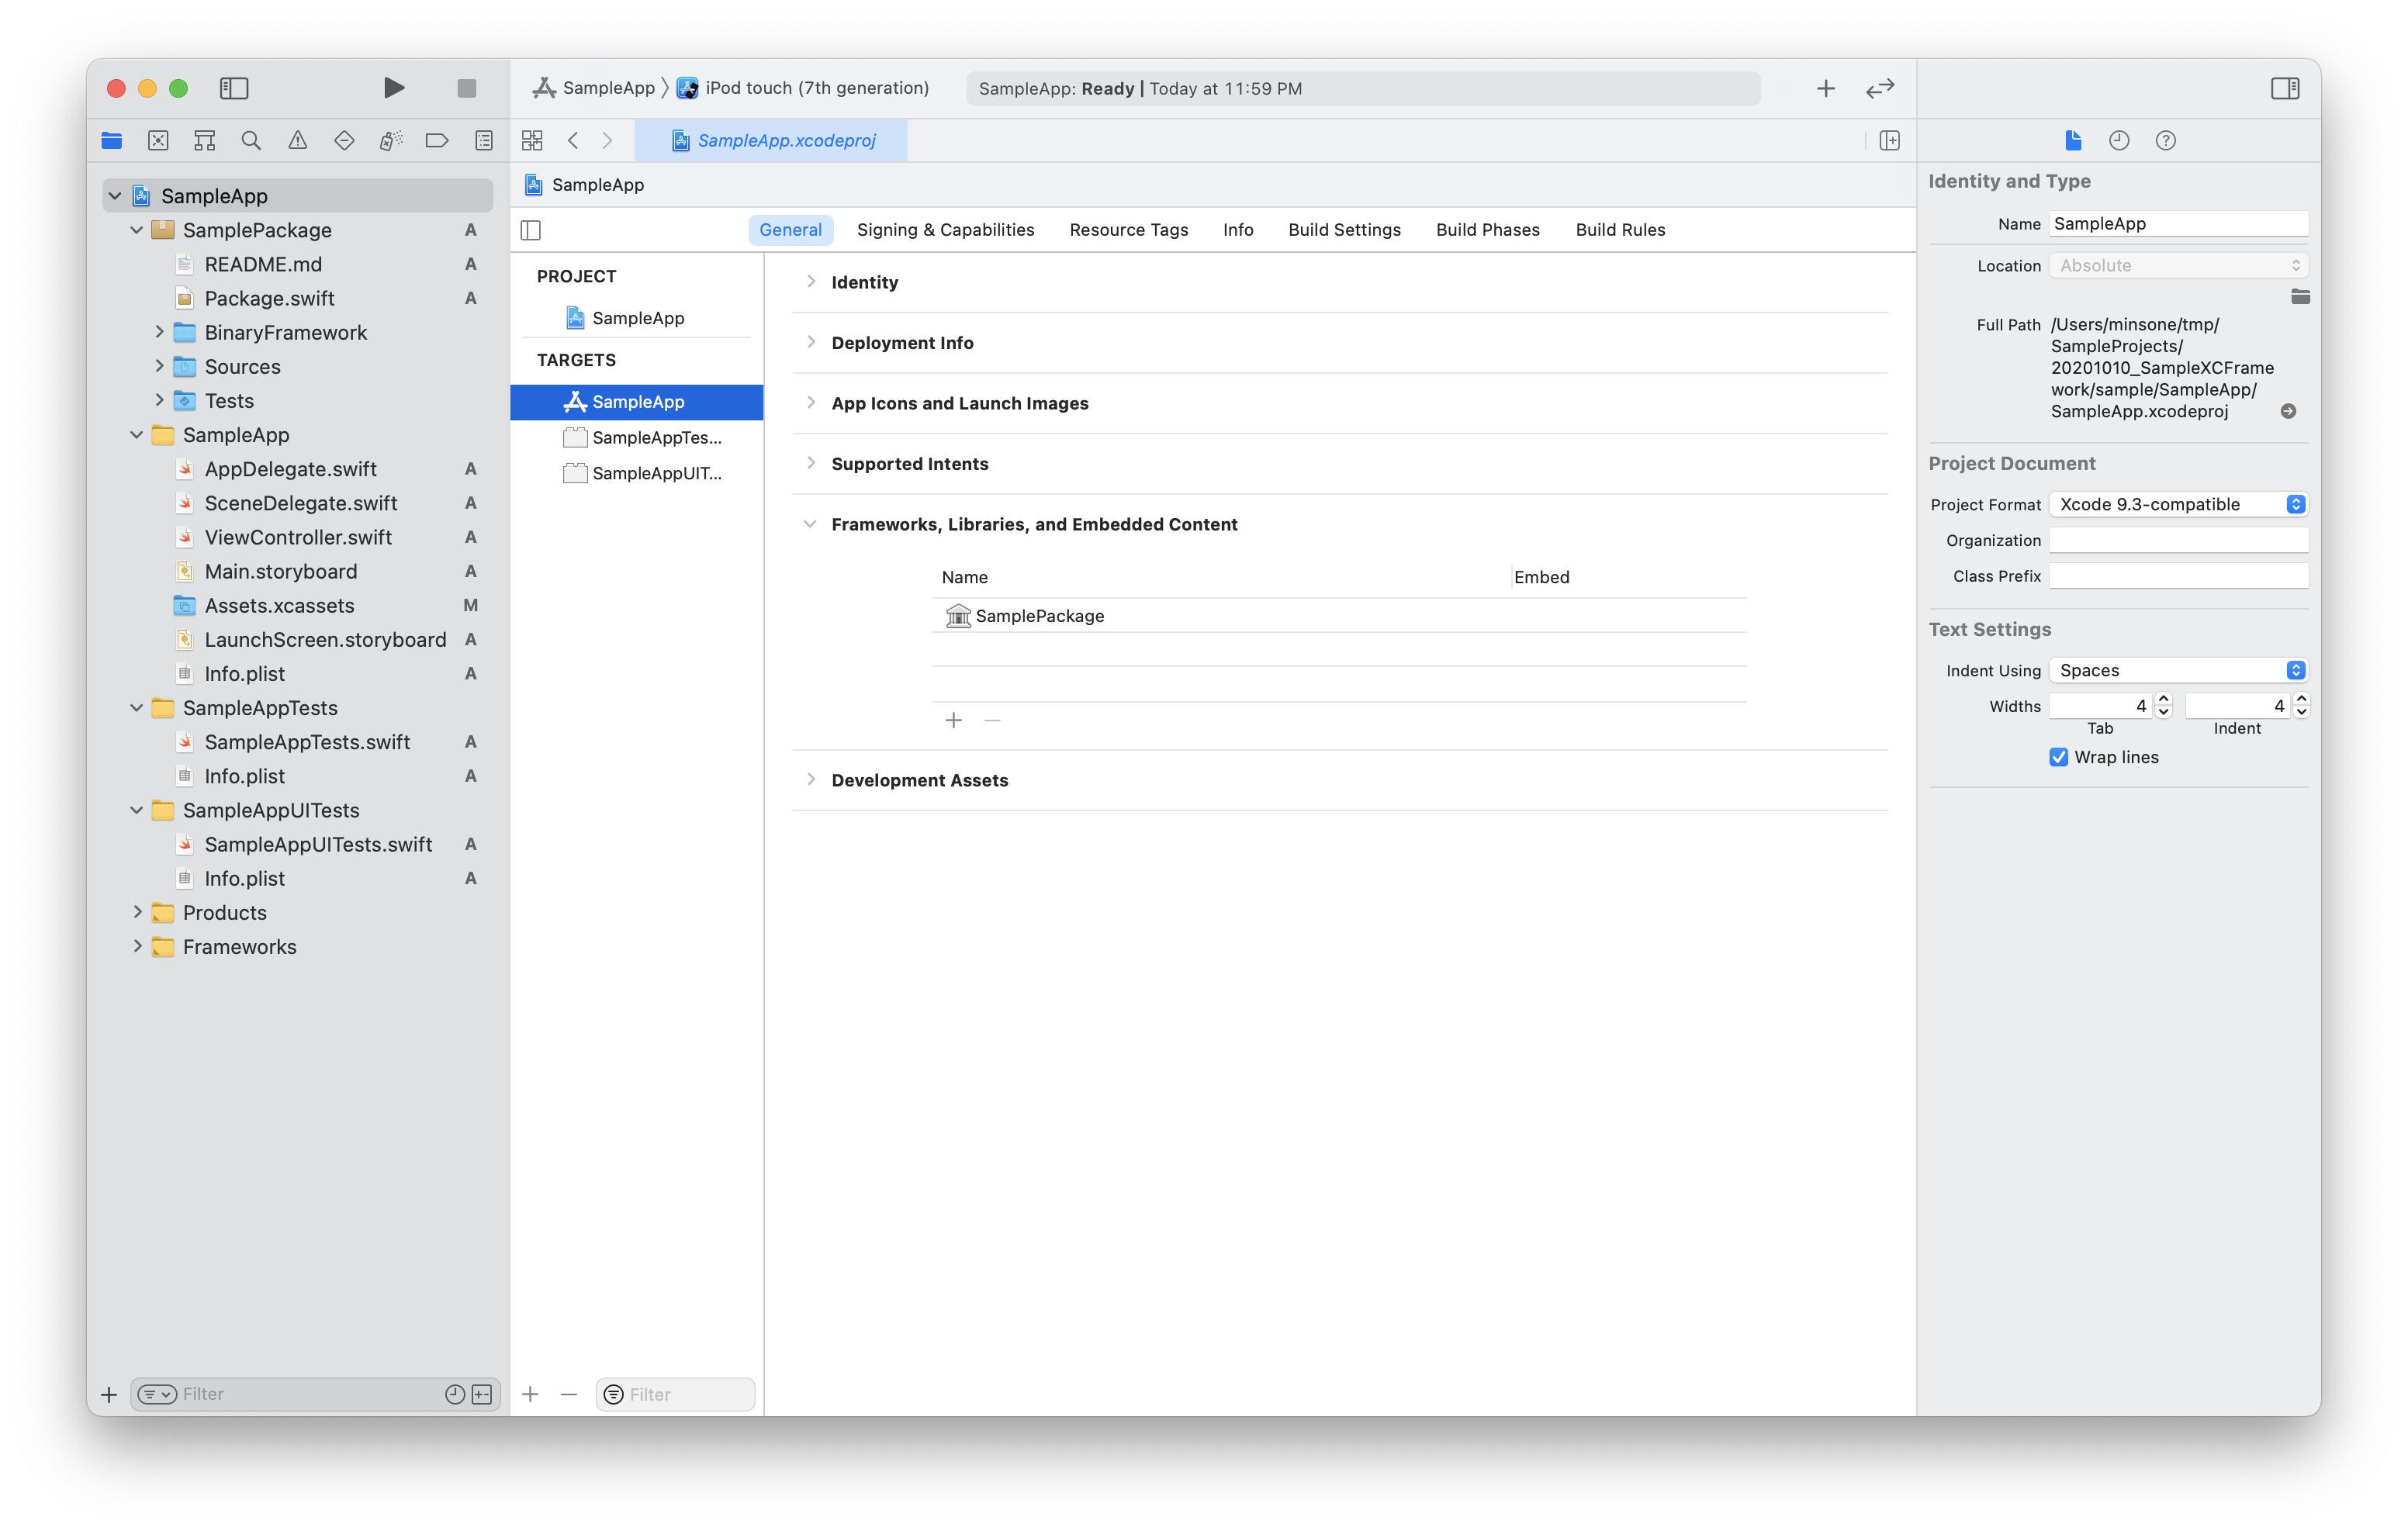 SampleApp
iPod touch (7th generation)
SampleApp: Ready | Today at 11:59 PM
SampleApp.xcodeproj
SampleApp
SamplePackage A
README.md A
Package.swift A
BinaryFramework
Sources
Tests
SampleApp
AppDelegate.swift A
SceneDelegate.swift A
ViewController.swift A
Main.storyboard A
Assets.xcassets M
LaunchScreen.storyboard A
Info.plist A
SampleAppTests
SampleAppTests.swift A
Info.plist A
SampleAppUITests
SampleAppUITests.swift A
Info.plist A
Products
Frameworks
Filter
SampleApp
General Signing & Capabilities Resource Tags Info Build Settings Build Phases Build Rules
PROJECT
SampleApp
TARGETS
SampleApp
SampleAppTes...
SampleAppUIT...
Filter
Identity
Deployment Info
App Icons and Launch Images
Supported Intents
Frameworks, Libraries, and Embedded Content
Name Embed
SamplePackage
Development Assets
Identity and Type
Name SampleApp
Location Absolute
Full Path /Users/minsone/tmp/
SampleProjects/
20201010_SampleXCFrame
work/sample/SampleApp/
SampleApp.xcodeproj
Project Document
Project Format Xcode 9.3-compatible
Organization
Class Prefix
Text Settings
Indent Using Spaces
Widths 4 4
Tab Indent
Wrap lines